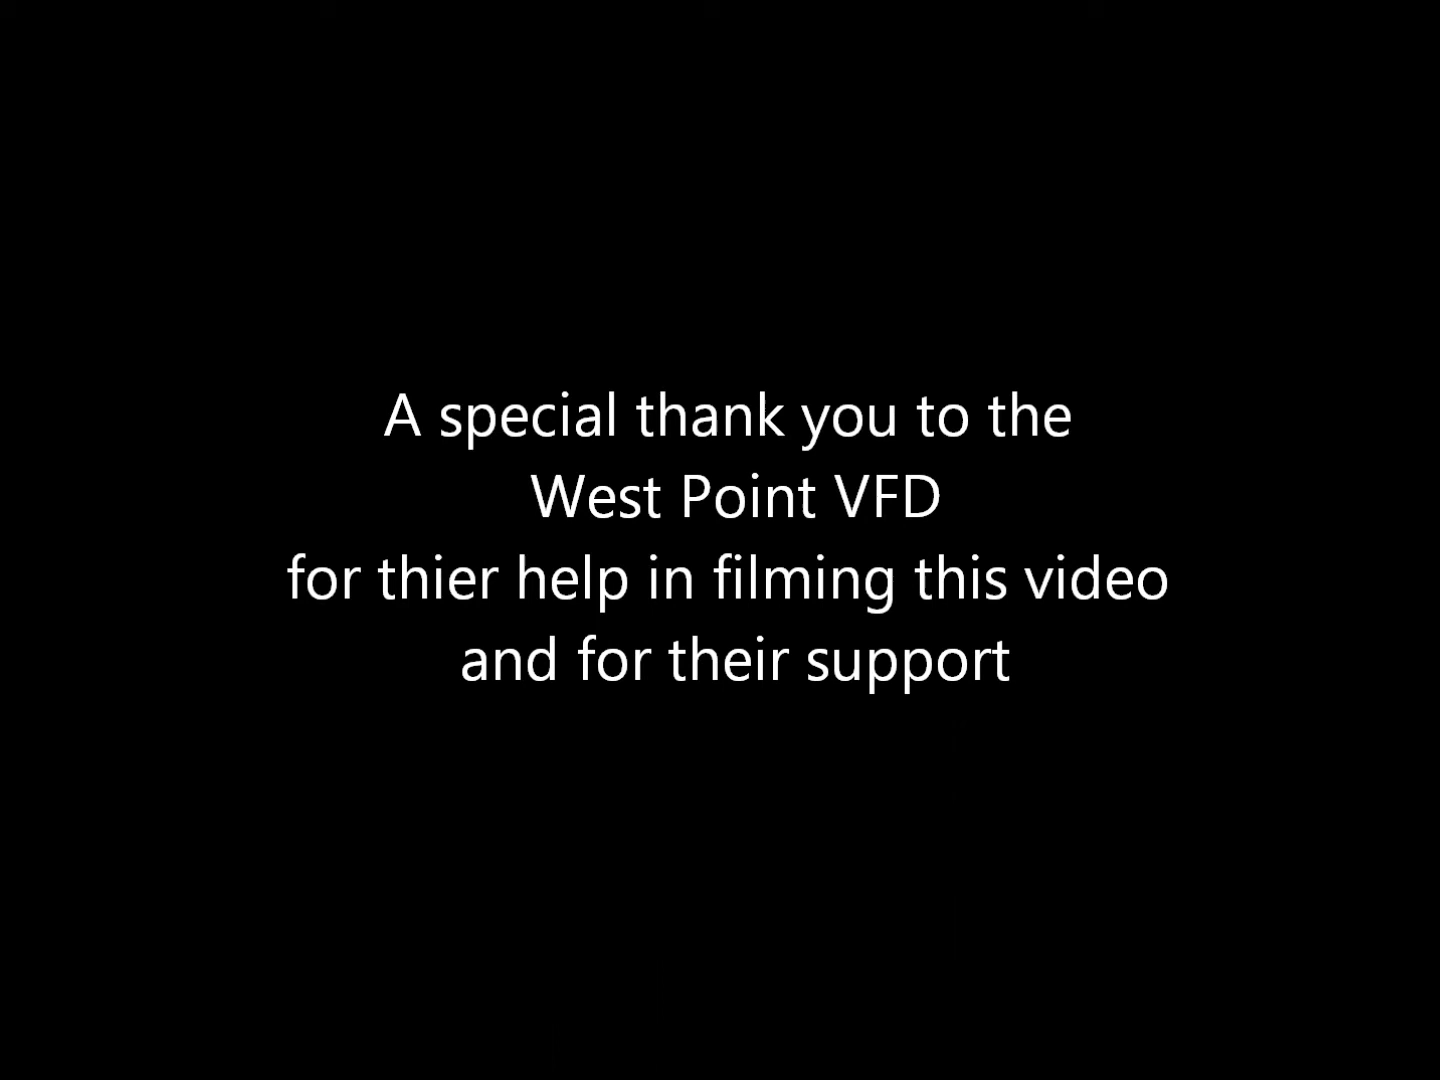 A special thank you to the
West Point VFD
for thier help in filming this video
and for their support